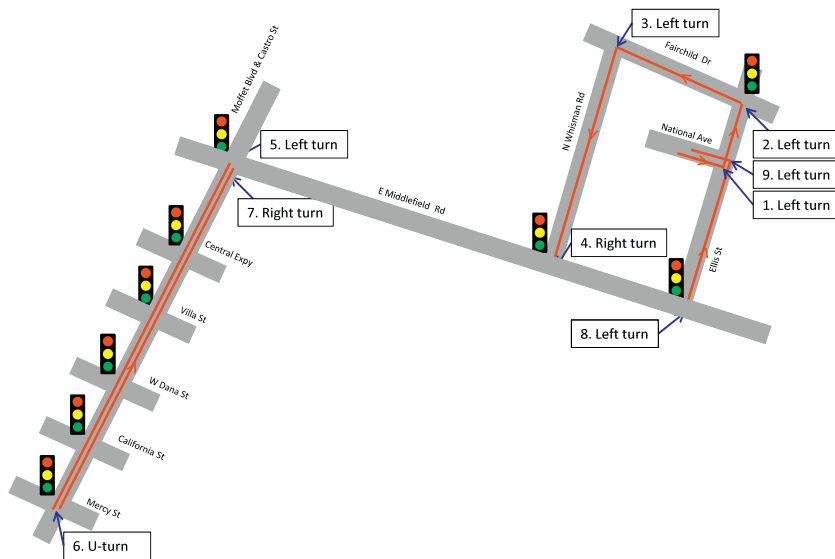 3. Left turn
Fairchild Dr
Moffet Blvd & Castro St
N Whisman Rd
National Ave
2. Left turn
5. Left turn
9. Left turn
1. Left turn
E Middlefield Rd
7. Right turn
4. Right turn
Central Expy
Ellis St
Villa St
8. Left turn
W Dana St
California St
Mercy St
6. U-turn